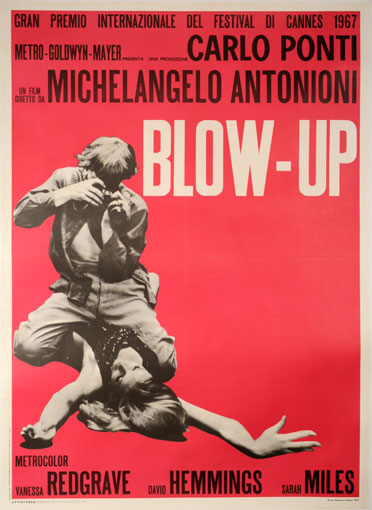 GRAN PREMIO INTERNAZIONALE DEL FESTIVAL DI CANNES 1967
METRO-GOLDWYN-MAYER PRESENTA UNA PRODUZIONE CARLO PONTI
UN FILM DIRETTO DA MICHELANGELO ANTONIONI
BLOW-UP
METROCOLOR
VANESSA REDGRAVE DAVID HEMMINGS SARAH MILES